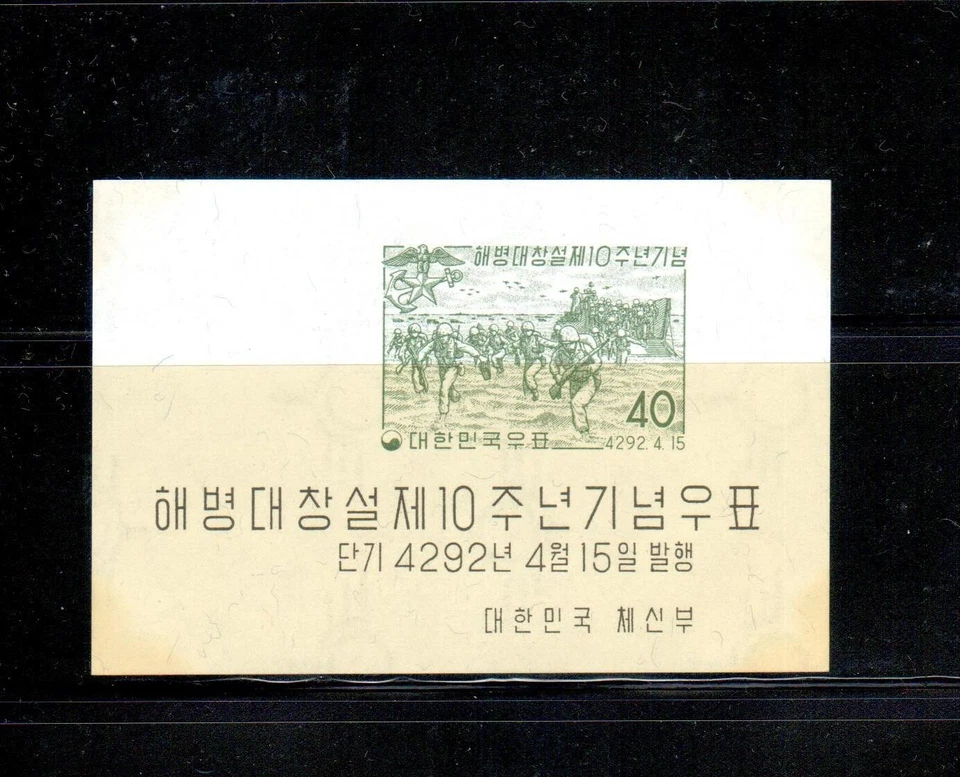 해병대창설제10주년기념
40
대한민국우표
4292. 4. 15
해병대창설제10주년기념우표
단기 4292년 4월 15일 발행
대한민국 체신부